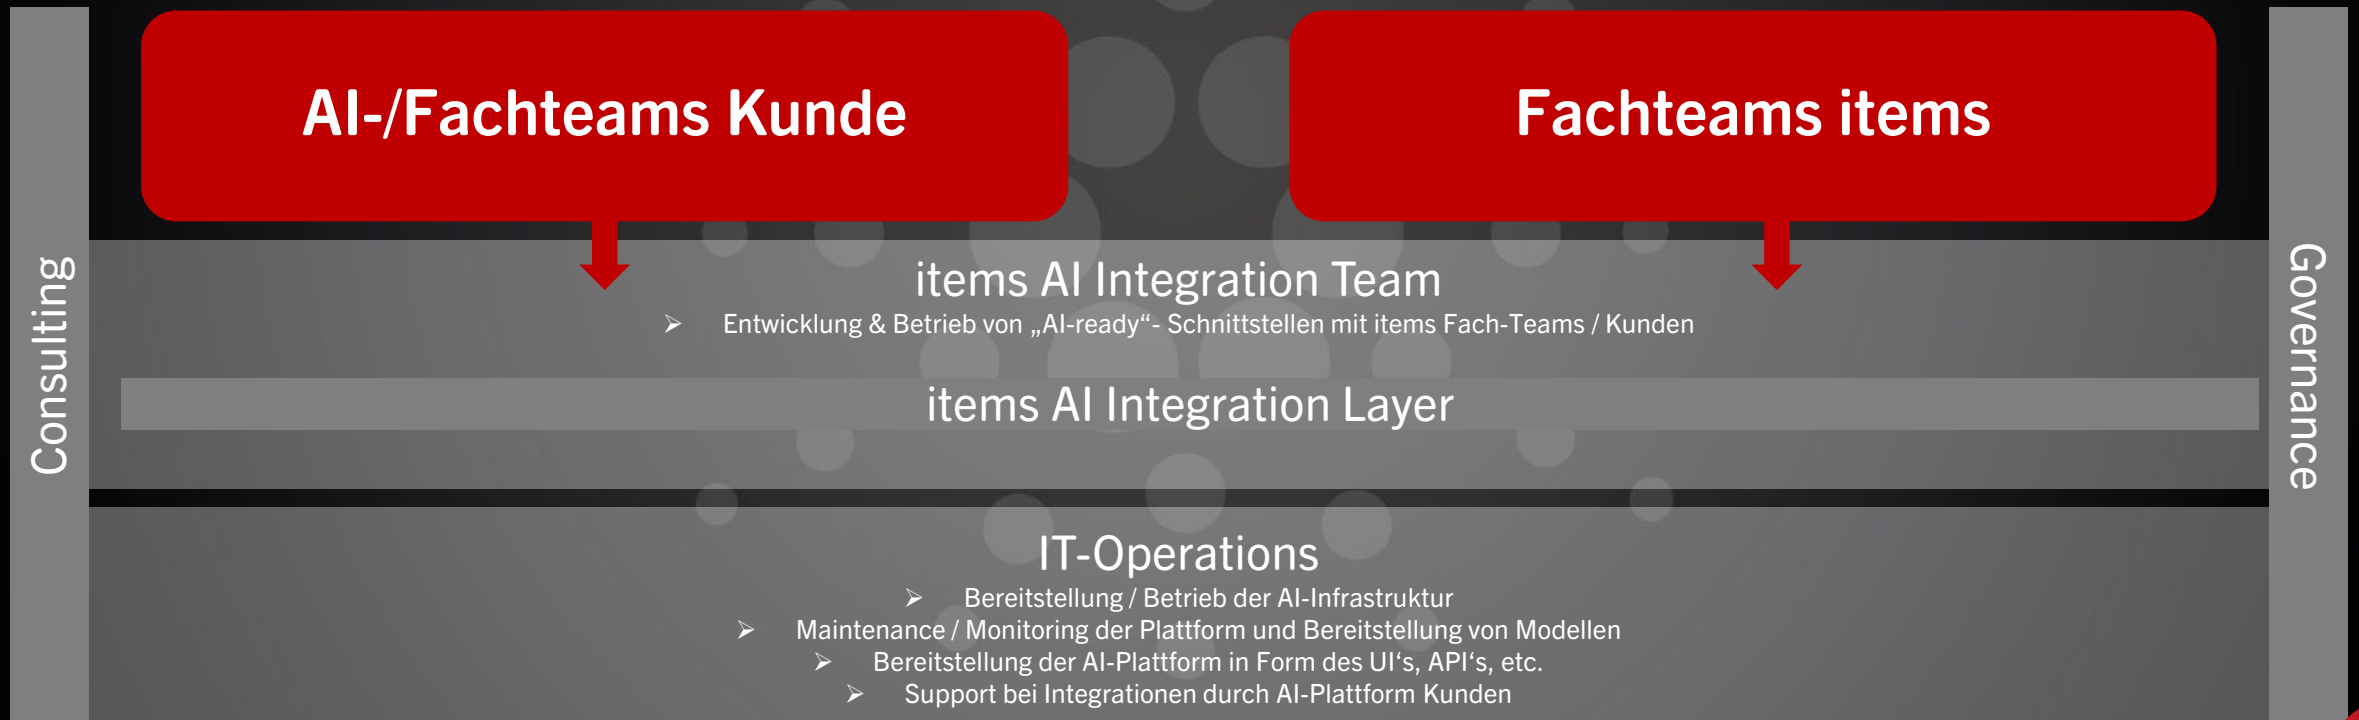 AI-/Fachteams Kunde
Fachteams items
Consulting
Governance
items AI Integration Team
➢ Entwicklung & Betrieb von „AI-ready“- Schnittstellen mit items Fach-Teams / Kunden
items AI Integration Layer
IT-Operations
➢ Bereitstellung / Betrieb der AI-Infrastruktur
➢ Maintenance / Monitoring der Plattform und Bereitstellung von Modellen
➢ Bereitstellung der AI-Plattform in Form des UI‘s, API‘s, etc.
➢ Support bei Integrationen durch AI-Plattform Kunden